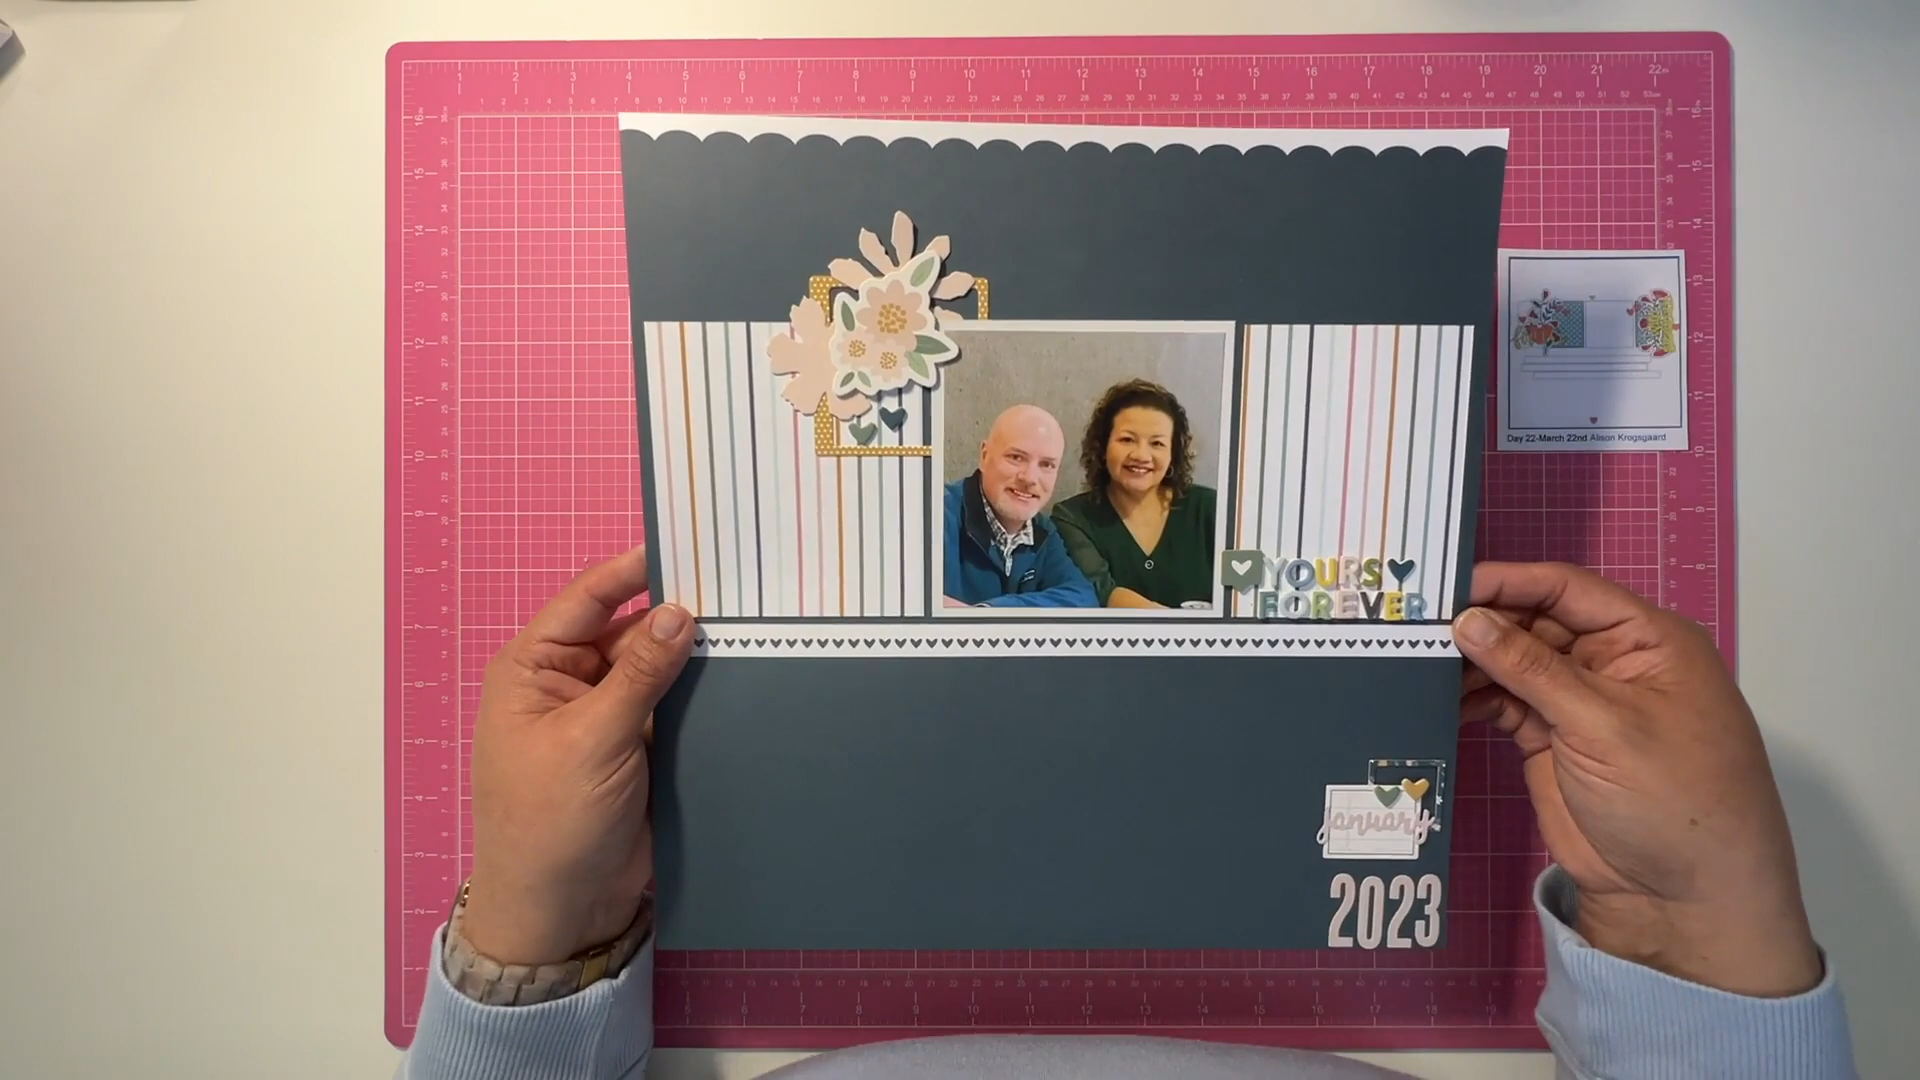 YOURS
FOREVER
january
2023
Day 22-March 22nd Alison Krogsgaard